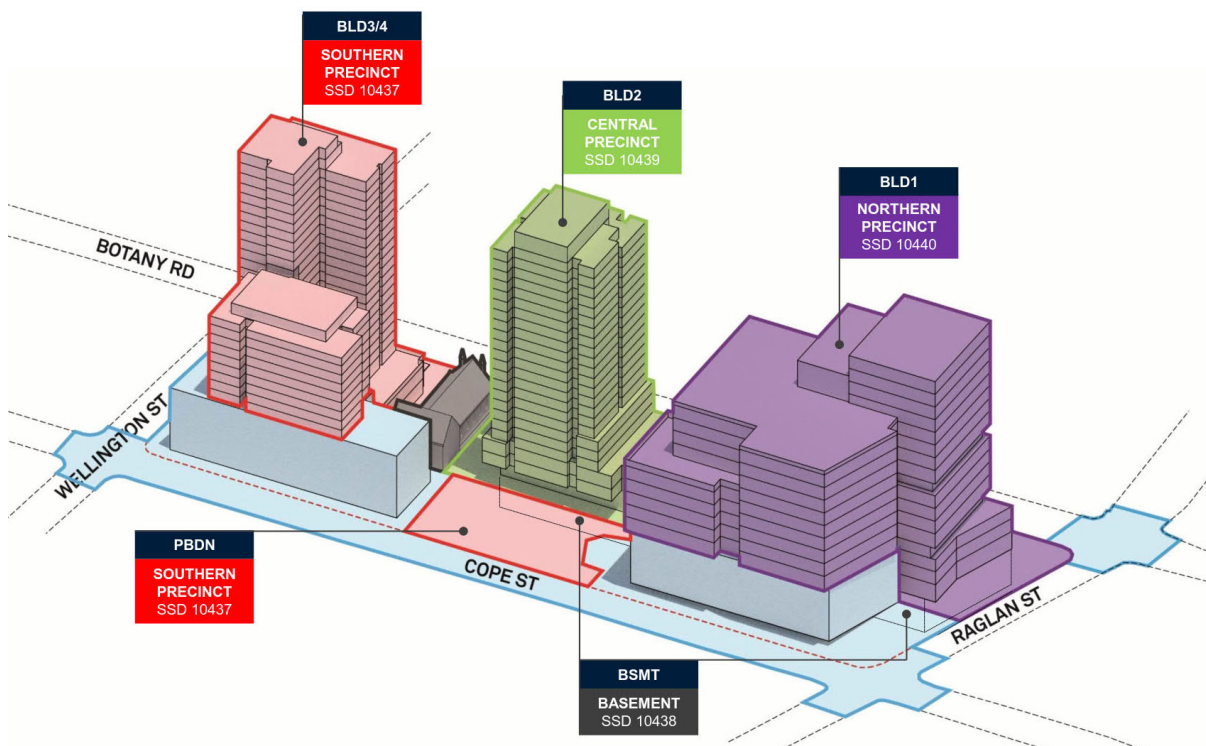 BLD3/4
SOUTHERN
PRECINCT
SSD 10437
BLD2
CENTRAL
PRECINCT
SSD 10439
BLD1
NORTHERN
PRECINCT
SSD 10440
BOTANY RD
WELLINGTON ST
PBDN
SOUTHERN
PRECINCT
SSD 10437
COPE ST
RAGLAN ST
BSMT
BASEMENT
SSD 10438